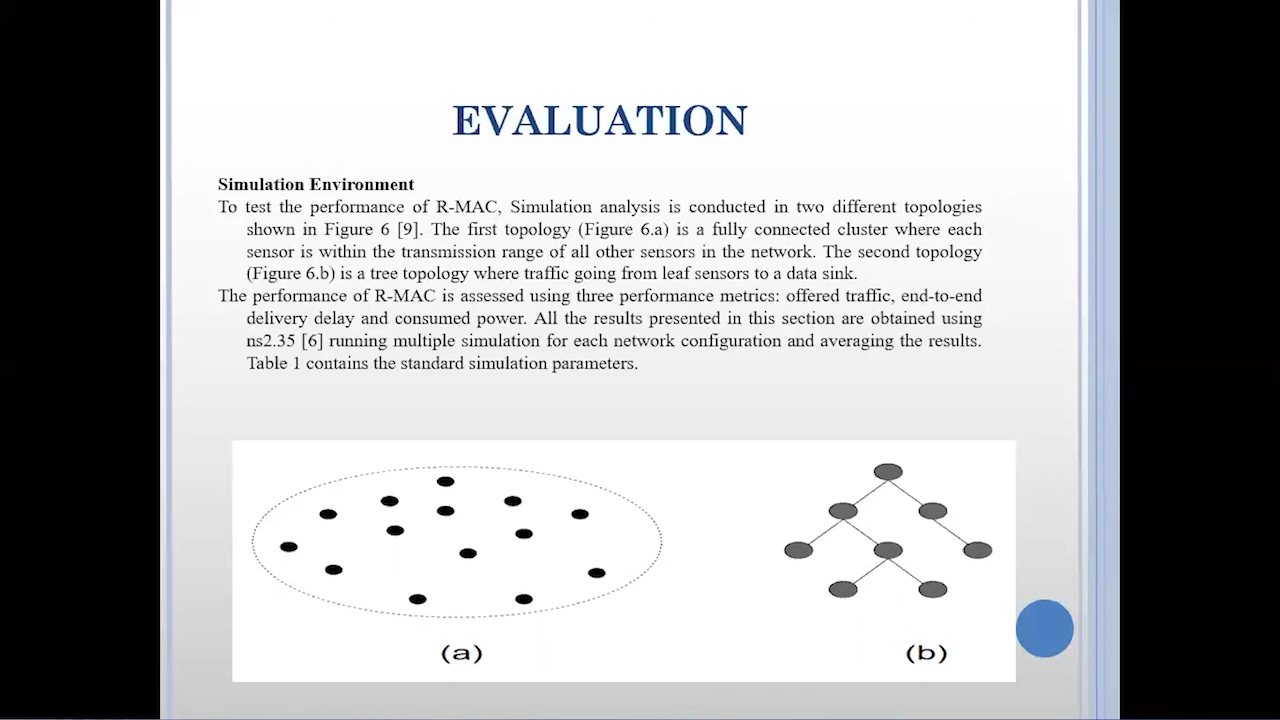 EVALUATION
Simulation Environment
To test the performance of R-MAC, Simulation analysis is conducted in two different topologies
shown in Figure 6 [9]. The first topology (Figure 6.a) is a fully connected cluster where each
sensor is within the transmission range of all other sensors in the network. The second topology
(Figure 6.b) is a tree topology where traffic going from leaf sensors to a data sink.
The performance of R-MAC is assessed using three performance metrics: offered traffic, end-to-end
delivery delay and consumed power. All the results presented in this section are obtained using
ns2.35 [6] running multiple simulation for each network configuration and averaging the results.
Table 1 contains the standard simulation parameters.
(a)
(b)